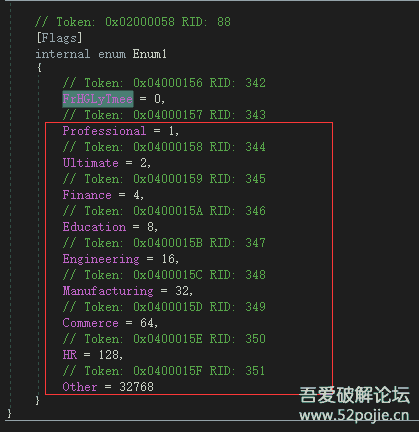 // Token: 0x02000058 RID: 88
[Flags]
internal enum Enum1
{
// Token: 0x04000156 RID: 342
FrHGLyTmee = 0,
// Token: 0x04000157 RID: 343
Professional = 1,
// Token: 0x04000158 RID: 344
Ultimate = 2,
// Token: 0x04000159 RID: 345
Finance = 4,
// Token: 0x0400015A RID: 346
Education = 8,
// Token: 0x0400015B RID: 347
Engineering = 16,
// Token: 0x0400015C RID: 348
Manufacturing = 32,
// Token: 0x0400015D RID: 349
Commerce = 64,
// Token: 0x0400015E RID: 350
HR = 128,
// Token: 0x0400015F RID: 351
Other = 32768
}
}
吾爱破解论坛
www.52pojie.cn